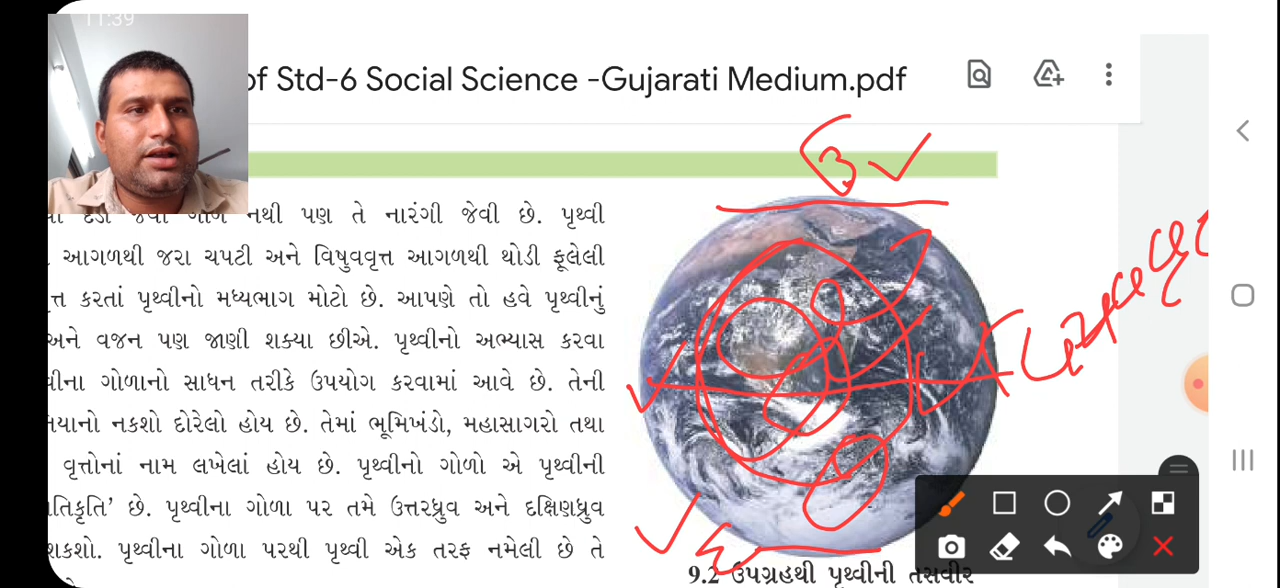 11:39
of Std-6 Social Science -Gujarati Medium.pdf
નથી પણ તે નારંગી જેવી છે. પૃથ્વી
આગળથી જરા ચપટી અને વિષુવવૃત્ત આગળથી થોડી ફૂલેલી
ત્ત કરતાં પૃથ્વીનો મધ્યભાગ મોટો છે. આપણે તો હવે પૃથ્વીનું
અને વજન પણ જાણી શક્યા છીએ. પૃથ્વીનો અભ્યાસ કરવા
વીના ગોળાનો સાધન તરીકે ઉપયોગ કરવામાં આવે છે. તેની
નિયાનો નકશો દોરેલો હોય છે. તેમાં ભૂમિખંડો, મહાસાગરો તથા
વૃત્તોનાં નામ લખેલાં હોય છે. પૃથ્વીનો ગોળો એ પૃથ્વીની
તિકૃતિ’ છે. પૃથ્વીના ગોળા પર તમે ઉત્તરધ્રુવ અને દક્ષિણધ્રુવ
શકશો. પૃથ્વીના ગોળા પરથી પૃથ્વી એક તરફ નમેલી છે તે
9.2 ઉપગ્રહથી પૃથ્વીની તસવીર